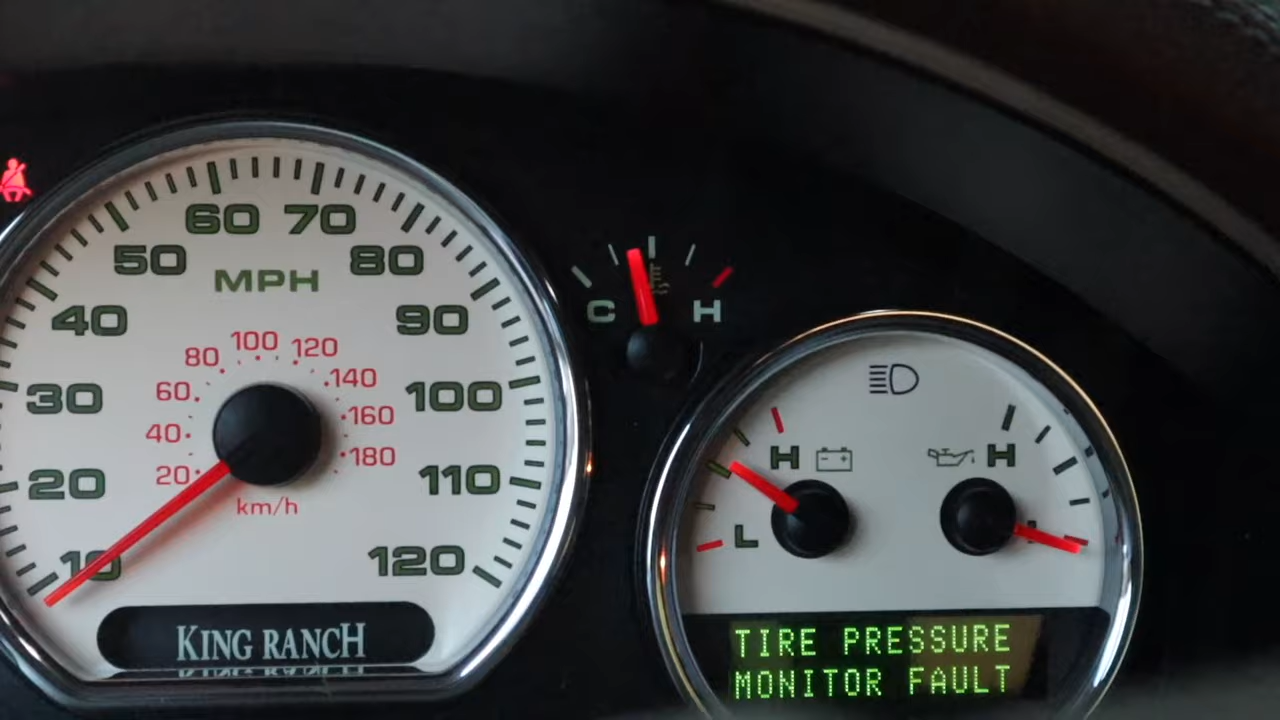 60 70
50 80
MPH
40 90
100
80 120
60 140
30 100
40 160
20 180
20 110
km/h
10 120
KING RANCH
C H
H H
L
TIRE PRESSURE
MONITOR FAULT